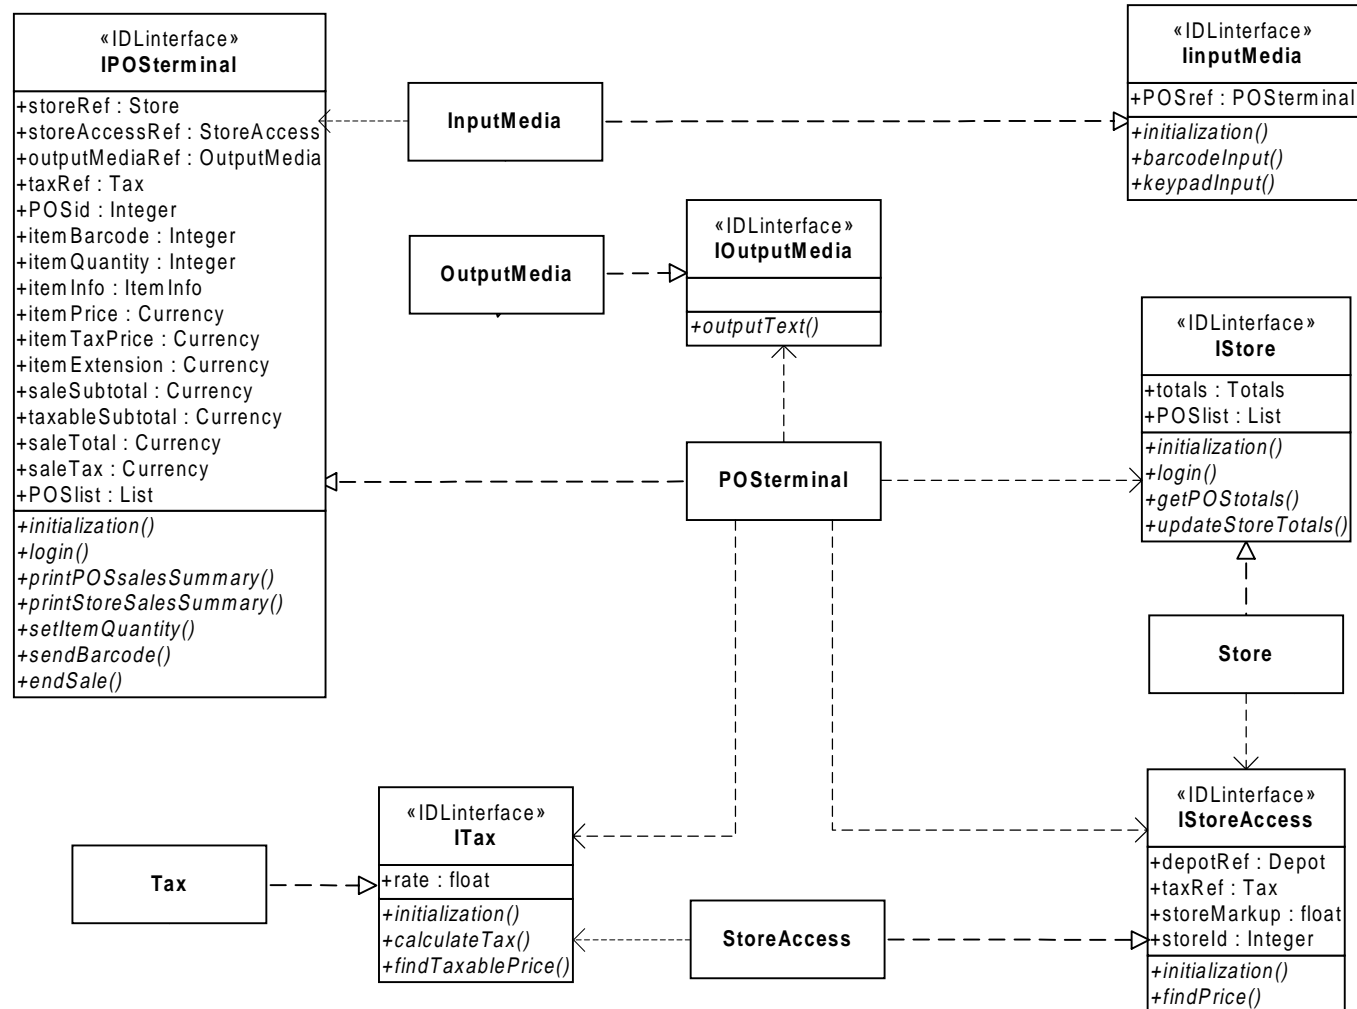 «IDLinterface»
IPOSterminal
+storeRef : Store
+storeAccessRef : StoreAccess
+outputMediaRef : OutputMedia
+taxRef : Tax
+POSid : Integer
+itemBarcode : Integer
+itemQuantity : Integer
+itemInfo : ItemInfo
+itemPrice : Currency
+itemTaxPrice : Currency
+itemExtension : Currency
+saleSubtotal : Currency
+taxableSubtotal : Currency
+saleTotal : Currency
+saleTax : Currency
+POSlist : List
+initialization()
+login()
+printPOSsalesSummary()
+printStoreSalesSummary()
+setItemQuantity()
+sendBarcode()
+endSale()
InputMedia
«IDLinterface»
IinputMedia
+POSref : POSterminal
+initialization()
+barcodeInput()
+keypadInput()
OutputMedia
«IDLinterface»
IOutputMedia
+outputText()
«IDLinterface»
IStore
+totals : Totals
+POSlist : List
+initialization()
+login()
+getPOStotals()
+updateStoreTotals()
POSterminal
Store
Tax
«IDLinterface»
ITax
+rate : float
+initialization()
+calculateTax()
+findTaxablePrice()
StoreAccess
«IDLinterface»
IStoreAccess
+depotRef : Depot
+taxRef : Tax
+storeMarkup : float
+storeId : Integer
+initialization()
+findPrice()